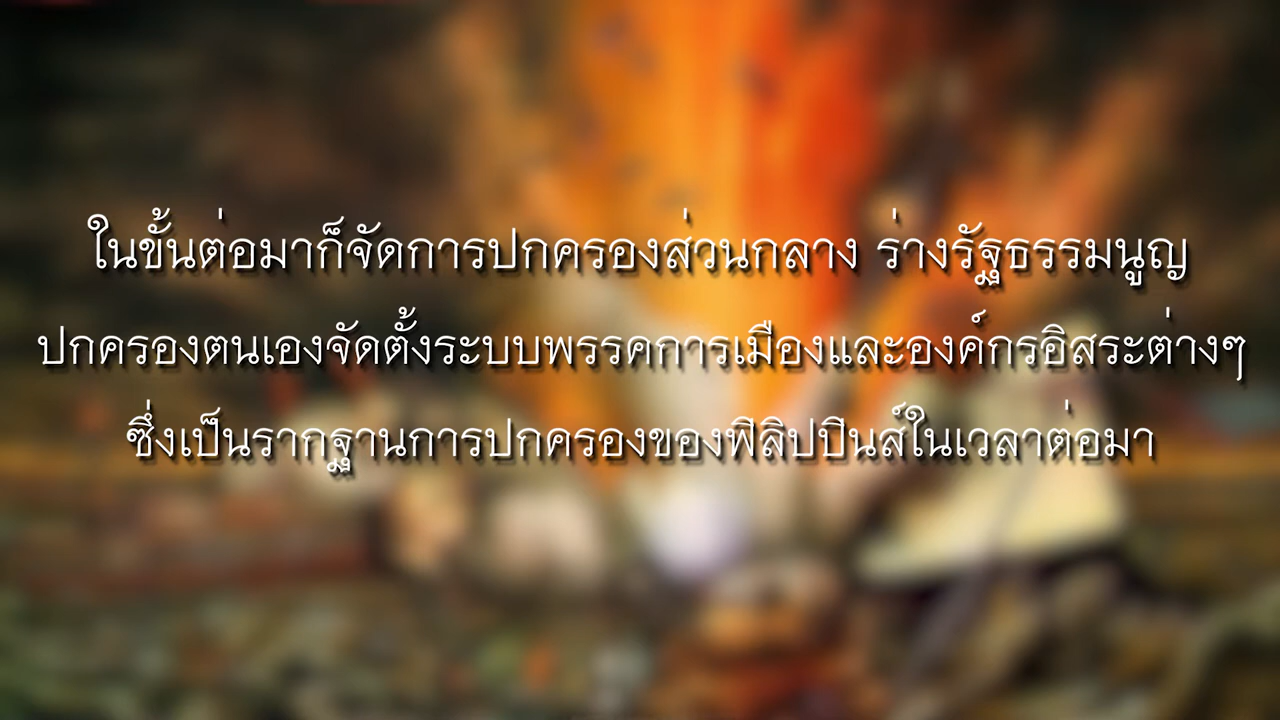 ในขั้นต่อมาก็จัดการปกครองส่วนกลาง ร่างรัฐธรรมนูญ
ปกครองตนเองจัดตั้งระบบพรรคการเมืองและองค์กรอิสระต่างๆ
ซึ่งเป็นรากฐานการปกครองของฟิลิปปินส์ในเวลาต่อมา